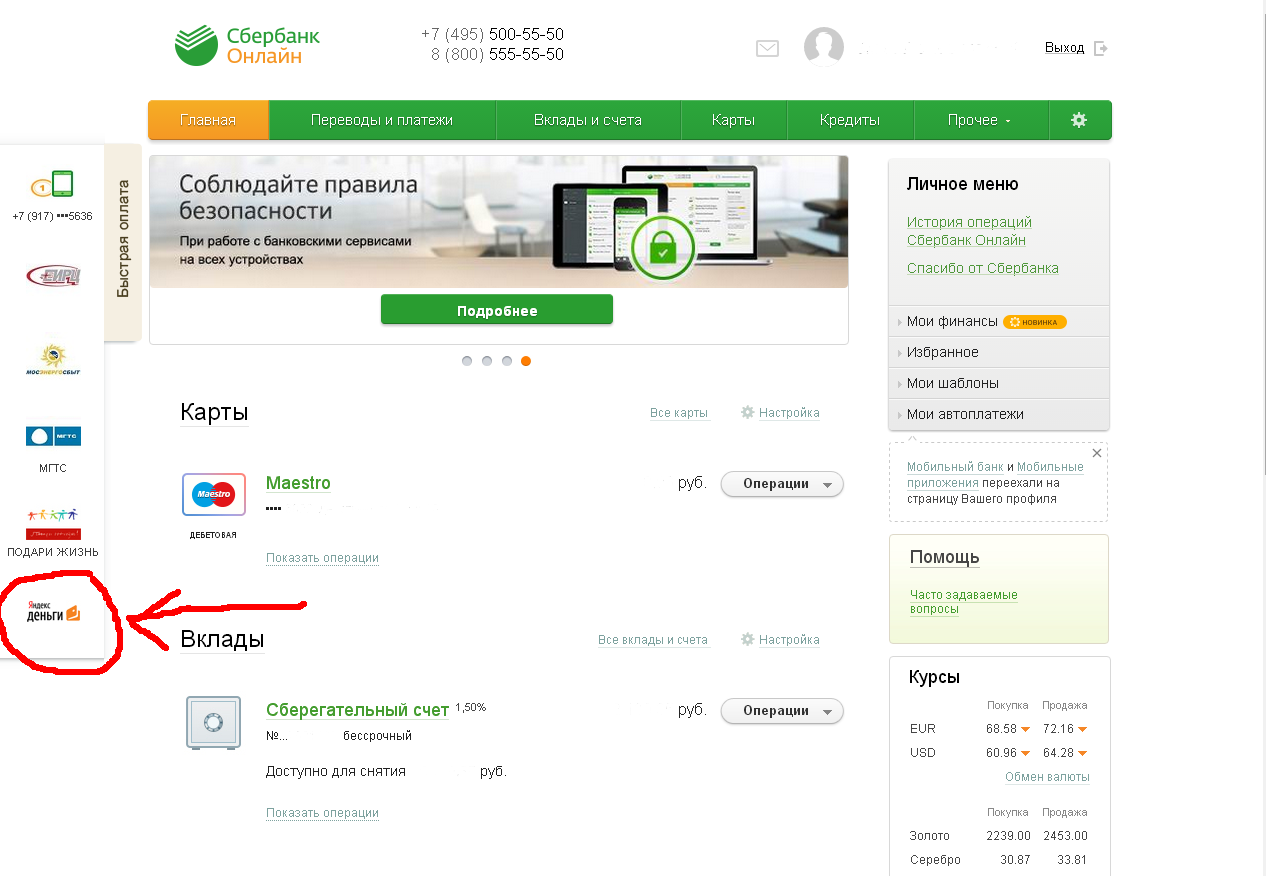 Сбербанк
Онлайн
+7 (495) 500-55-50
8 (800) 555-55-50
Выход
Главная
Переводы и платежи
Вклады и счета
Карты
Кредиты
Прочее
Быстрая оплата
+7 (917) •••5636
ЕИРЦ
МОСЭНЕРГОСБЫТ
МГТС
МГТС
ПОДАРИ ЖИЗНЬ
Яндекс
деньги
Соблюдайте правила
безопасности
При работе с банковскими сервисами
на всех устройствах
Подробнее
Карты
Все карты
Настройка
Maestro
Maestro
••••
руб.
Операции
ДЕБЕТОВАЯ
Показать операции
Вклады
Все вклады и счета
Настройка
Сберегательный счет 1,50%
руб.
Операции
№... бессрочный
Доступно для снятия руб.
Показать операции
Личное меню
История операций
Сбербанк Онлайн
Спасибо от Сбербанка
Мои финансы НОВИНКА
Избранное
Мои шаблоны
Мои автоплатежи
Мобильный банк и Мобильные
приложения переехали на
страницу Вашего профиля
Помощь
Часто задаваемые
вопросы
Курсы
Покупка Продажа
EUR 68.58 72.16
USD 60.96 64.28
Обмен валюты
Покупка Продажа
Золото 2239.00 2453.00
Серебро 30.87 33.81